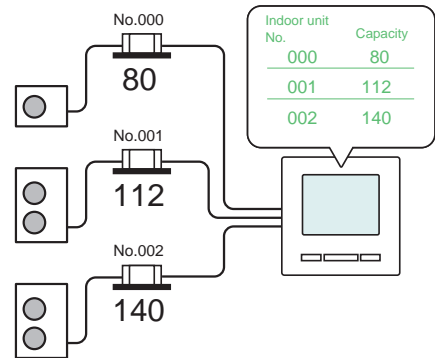 No.000
80
No.001
112
No.002
140
Indoor unit
No. Capacity
000 80
001 112
002 140